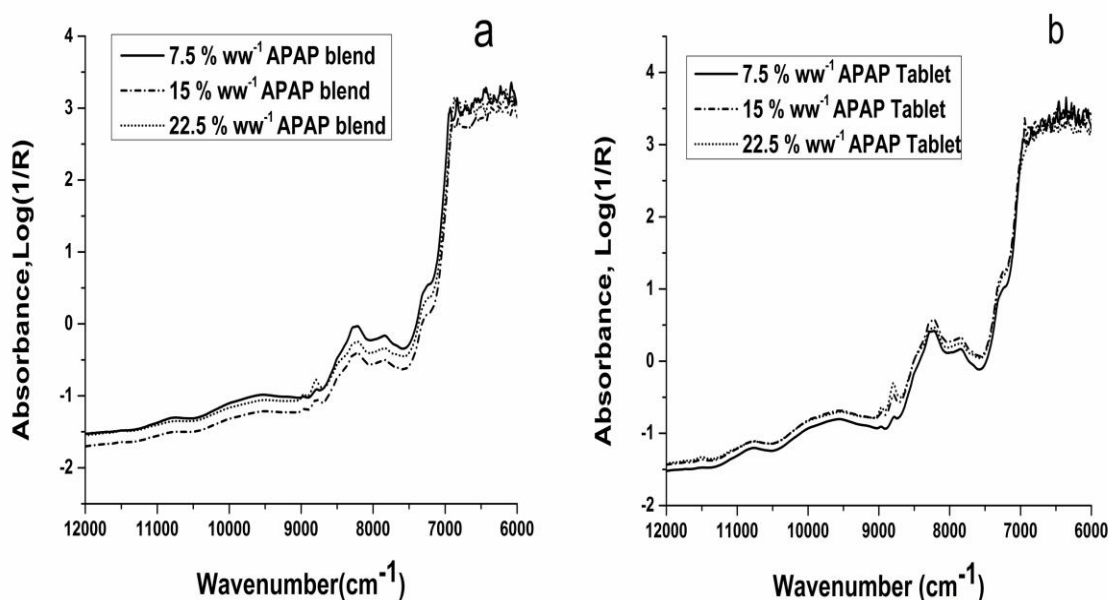 a
7.5 % ww⁻¹ APAP blend
15 % ww⁻¹ APAP blend
22.5 % ww⁻¹ APAP blend
Absorbance,Log(1/R)
4
3
2
1
0
-1
-2
12000 11000 10000 9000 8000 7000 6000
Wavenumber(cm⁻¹)
b
7.5 % ww⁻¹ APAP Tablet
15 % ww⁻¹ APAP Tablet
22.5 % ww⁻¹ APAP Tablet
Absorbance, Log(1/R)
4
3
2
1
0
-1
-2
12000 11000 10000 9000 8000 7000 6000
Wavenumber (cm⁻¹)